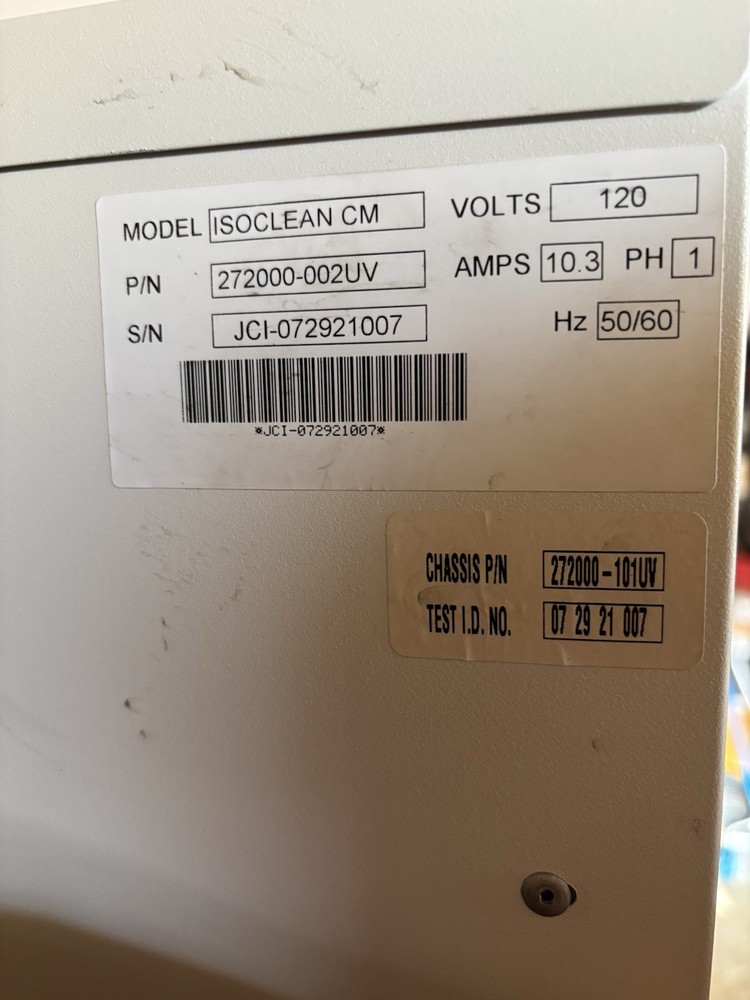 MODEL ISOCLEAN CM
P/N 272000-002UV
S/N JCI-072921007
*JCI-072921007*
VOLTS 120
AMPS 10.3 PH 1
Hz 50/60
CHASSIS P/N 272000-101UV
TEST I.D. NO. 07 29 21 007